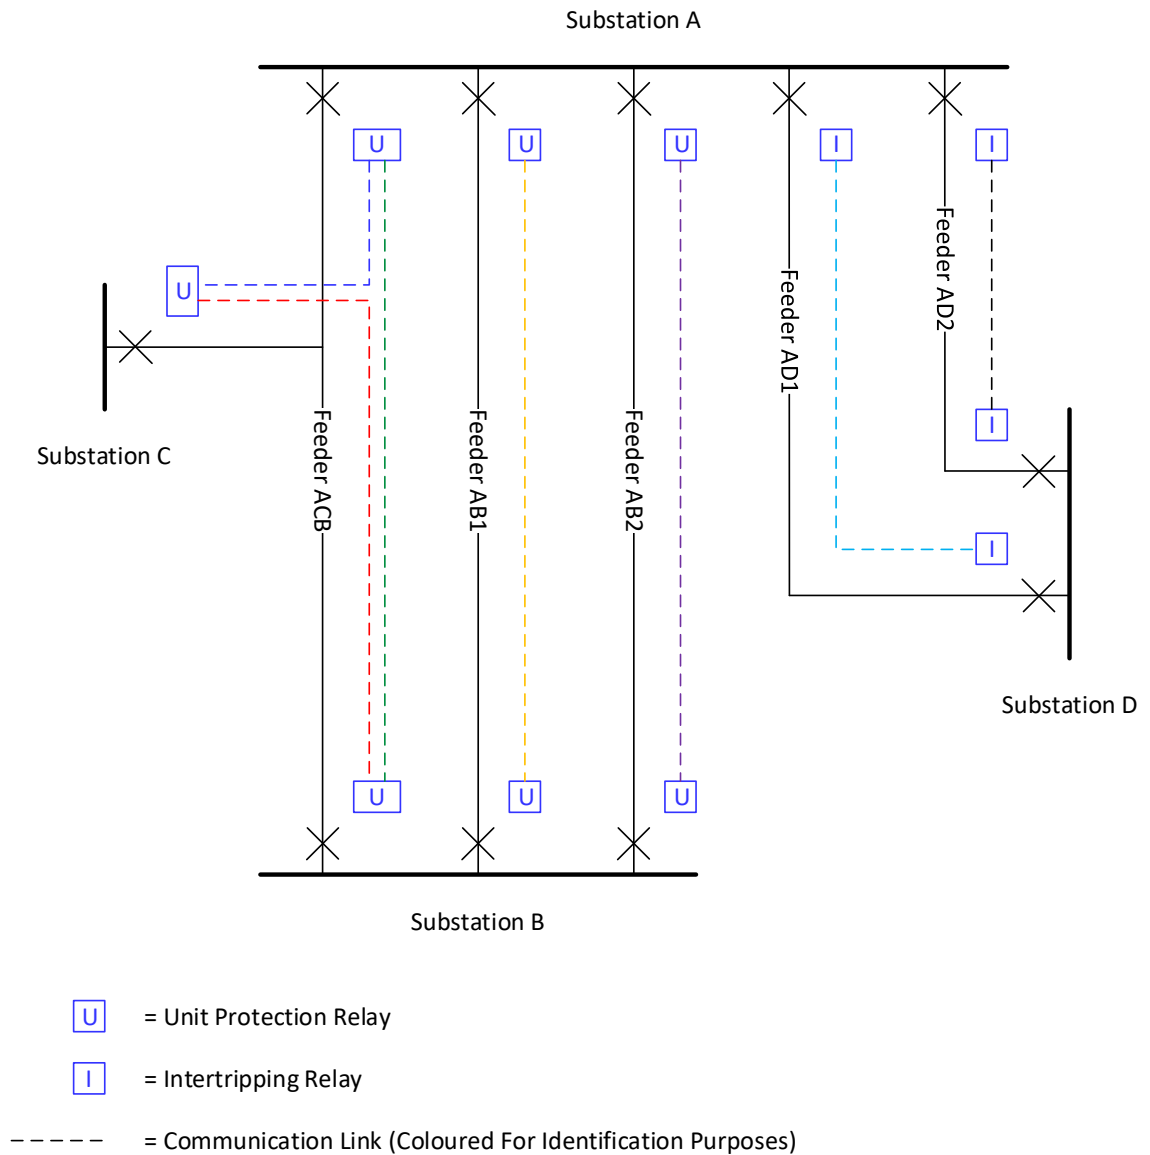 Substation A
U
U
U
I
I
Feeder AD2
U
Feeder AD1
I
Substation C
Feeder ACB
Feeder AB1
Feeder AB2
I
Substation D
U
U
U
Substation B
U = Unit Protection Relay
I = Intertripping Relay
= Communication Link (Coloured For Identification Purposes)